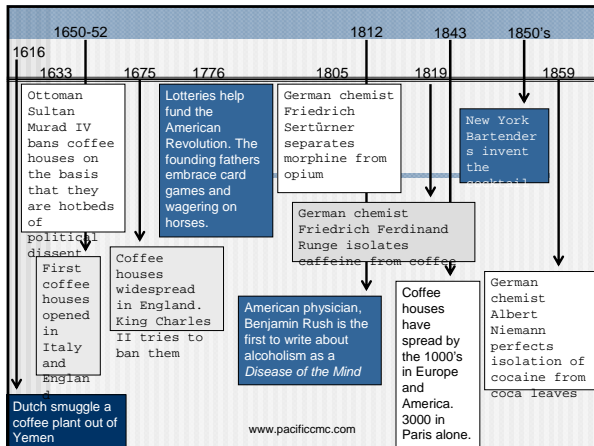 1650-52
1812
1843
1850's
1616
1633
1675
1776
1805
1819
1859
Ottoman
Sultan
Murad IV
bans coffee
houses on
the basis
that they
are hotbeds
of
political
dissent
Lotteries help
fund the
American
Revolution. The
founding fathers
embrace card
games and
wagering on
horses.
German chemist
Friedrich
Sertürner
separates
morphine from
opium
New York
Bartender
s invent
the
cocktail
German chemist
Friedrich Ferdinand
Runge isolates
caffeine from coffee
First
coffee
houses
opened
in
Italy
and
Englan
d
Coffee
houses
widespread
in England.
King Charles
II tries to
ban them
American physician,
Benjamin Rush is the
first to write about
alcoholism as a
Disease of the Mind
Coffee
houses
have
spread by
the 1000's
in Europe
and
America.
3000 in
Paris alone.
German
chemist
Albert
Niemann
perfects
isolation of
cocaine from
coca leaves
Dutch smuggle a
coffee plant out of
Yemen
www.pacificcmc.com